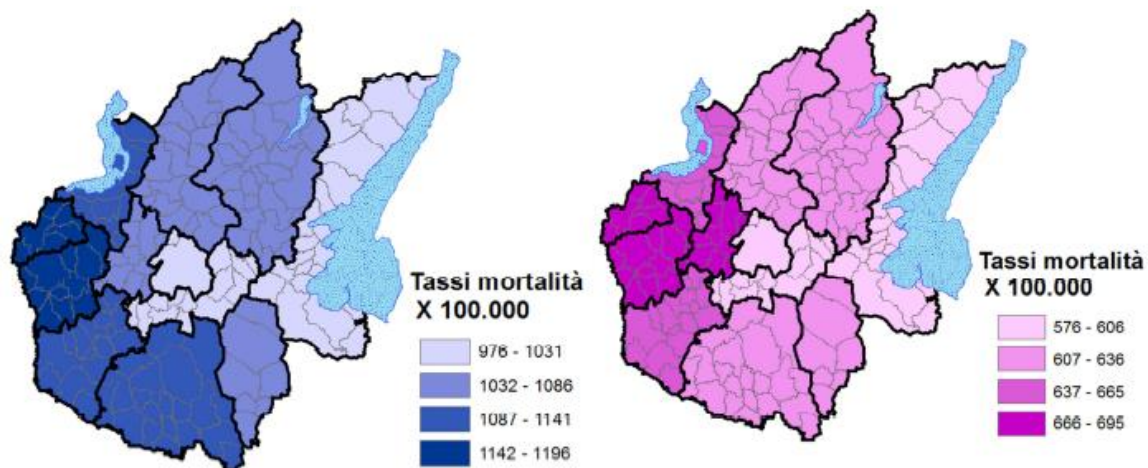 Tassi mortalità
X 100.000
976 - 1031
1032 - 1086
1087 - 1141
1142 - 1196
Tassi mortalità
X 100.000
576 - 606
607 - 636
637 - 665
666 - 695